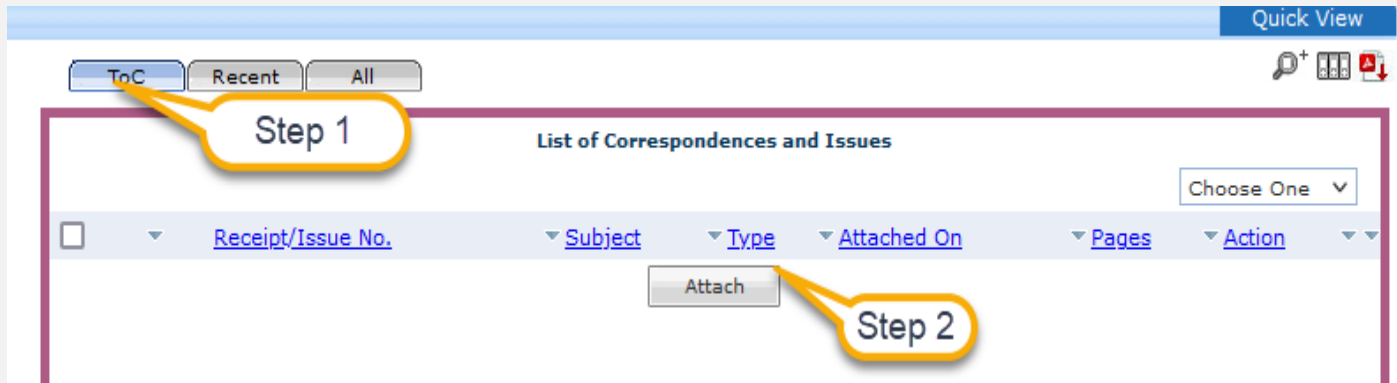 Quick View
ToC Recent All
Step 1
List of Correspondences and Issues
Choose One
Receipt/Issue No. Subject Type Attached On Pages Action
Attach
Step 2